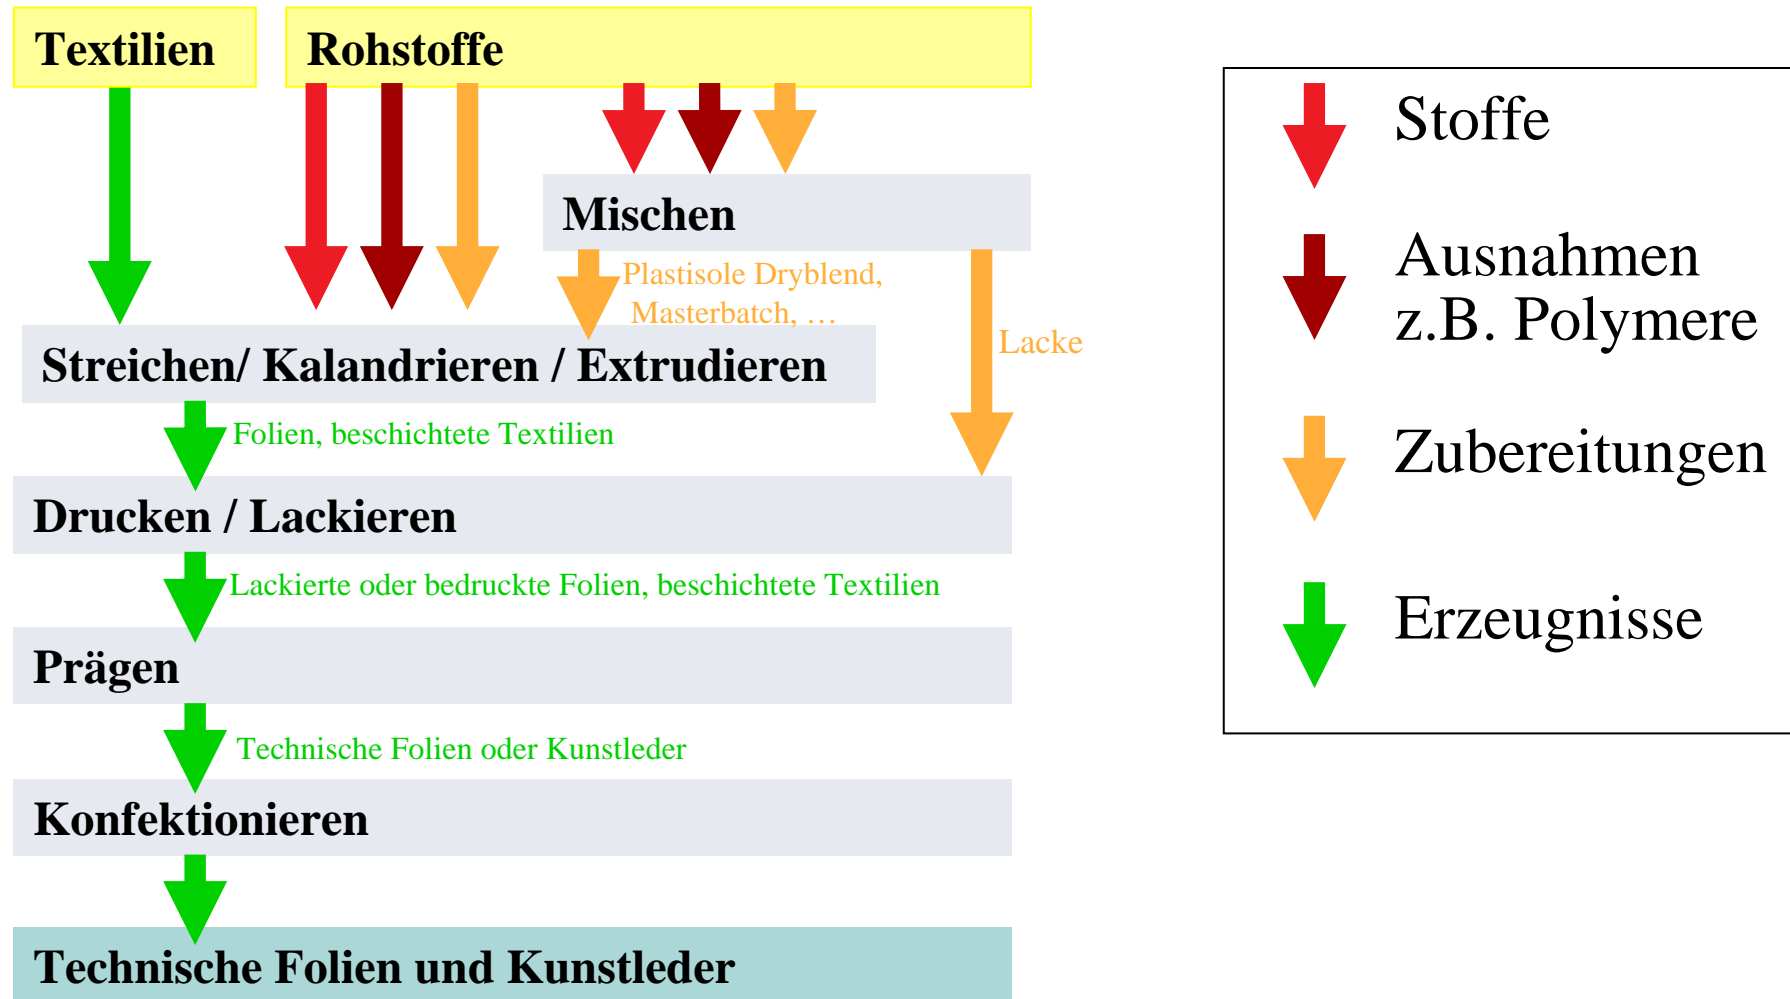 Textilien
Rohstoffe
Mischen
Plastisole Dryblend,
Masterbatch, …
Lacke
Streichen/ Kalandrieren / Extrudieren
Folien, beschichtete Textilien
Drucken / Lackieren
Lackierte oder bedruckte Folien, beschichtete Textilien
Prägen
Technische Folien oder Kunstleder
Konfektionieren
Technische Folien und Kunstleder
Stoffe
Ausnahmen
z.B. Polymere
Zubereitungen
Erzeugnisse